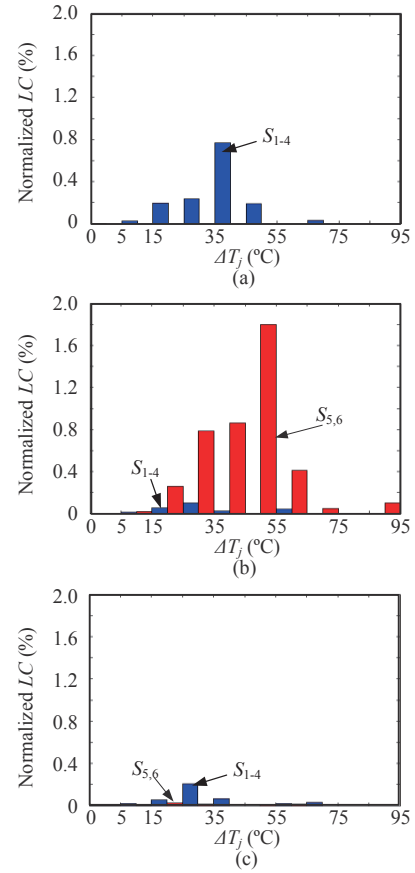 2.0
1.6
1.2
0.8
0.4
0
Normalized LC (%)
S1-4
0 5 15 35 55 75 95
ΔTj (ºC)
(a)
2.0
1.6
1.2
0.8
0.4
0
Normalized LC (%)
S5,6
S1-4
0 5 15 35 55 75 95
ΔTj (ºC)
(b)
2.0
1.6
1.2
0.8
0.4
0
Normalized LC (%)
S5,6
S1-4
0 5 15 35 55 75 95
ΔTj (ºC)
(c)